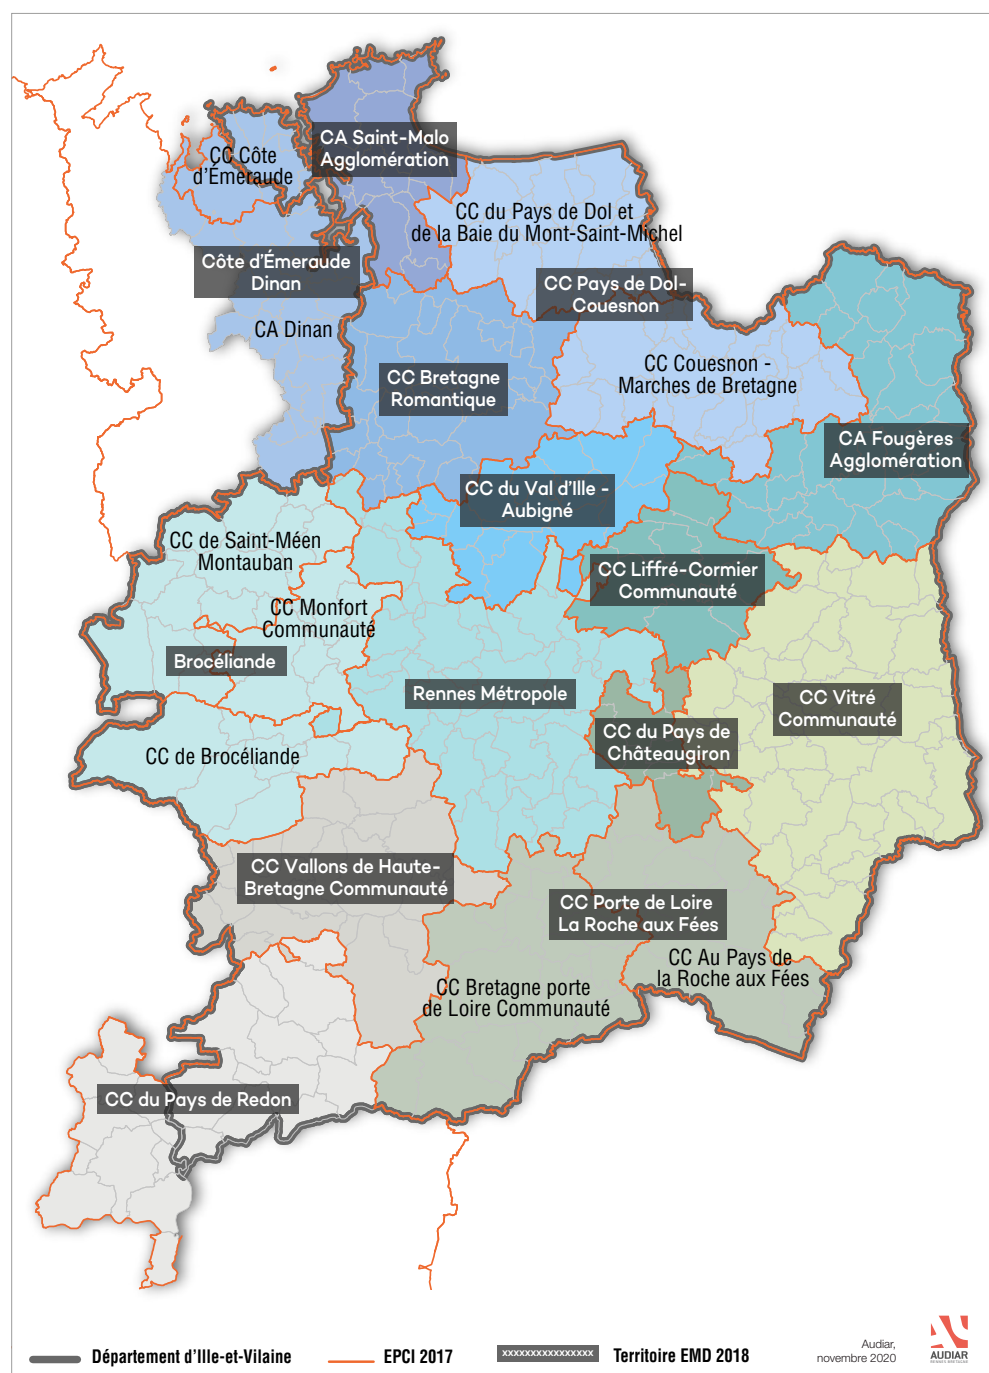 CA Saint-Malo
Agglomération
CC Côte
d'Émeraude
CC du Pays de Dol et
de la Baie du Mont-Saint-Michel
Côte d'Émeraude
Dinan
CC Pays de Dol-
Couesnon
CA Dinan
CC Couesnon -
Marches de Bretagne
CC Bretagne
Romantique
CA Fougères
Agglomération
CC du Val d'Ille -
Aubigné
CC de Saint-Méen
Montauban
CC Liffré-Cormier
Communauté
CC Monfort
Communauté
Brocéliande
Rennes Métropole
CC Vitré
Communauté
CC du Pays de
Châteaugiron
CC de Brocéliande
CC Vallons de Haute-
Bretagne Communauté
CC Porte de Loire
La Roche aux Fées
CC Au Pays de
la Roche aux Fées
CC Bretagne porte
de Loire Communauté
CC du Pays de Redon
Département d'Ille-et-Vilaine
EPCI 2017
xxxxxxxxxxxxxxxx
Territoire EMD 2018
Audiar,
novembre 2020
AUDIAR
RENNES BRETAGNE